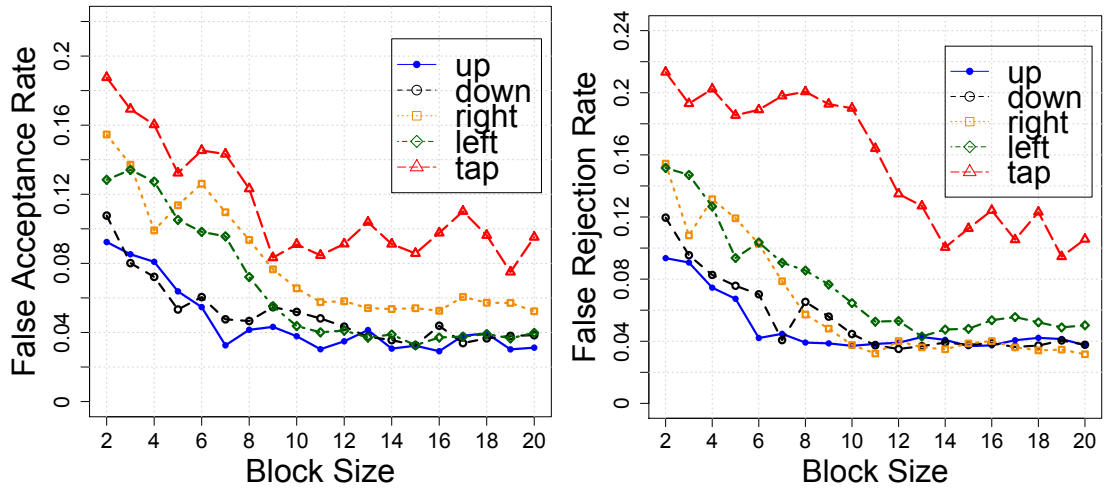 False Acceptance Rate
0 0.04 0.08 0.12 0.16 0.2
up
down
right
left
tap
2 4 6 8 10 12 14 16 18 20
Block Size
False Rejection Rate
0 0.04 0.08 0.12 0.16 0.2 0.24
up
down
right
left
tap
2 4 6 8 10 12 14 16 18 20
Block Size